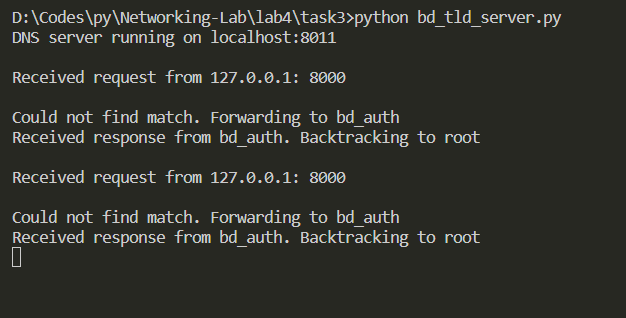 D:\Codes\py\Networking-Lab\lab4\task3>python bd_tld_server.py
DNS server running on localhost:8011
Received request from 127.0.0.1: 8000
Could not find match. Forwarding to bd_auth
Received response from bd_auth. Backtracking to root
Received request from 127.0.0.1: 8000
Could not find match. Forwarding to bd_auth
Received response from bd_auth. Backtracking to root